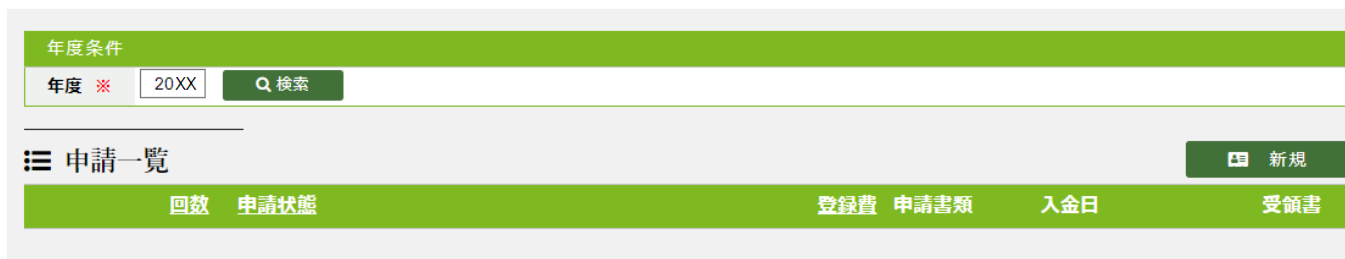 年度条件
年度 ※ 20XX 検索
申請一覧 新規
回数 申請状態 登録費 申請書類 入金日 受領書